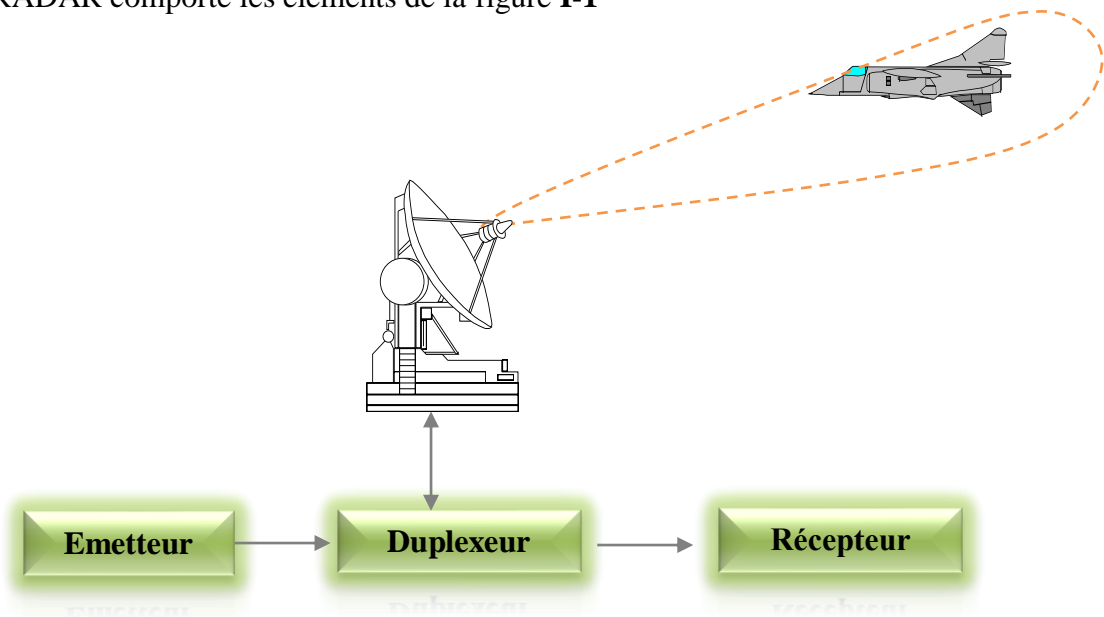 RADAR comporte les éléments de la figure I-1
Emetteur
Duplexeur
Récepteur